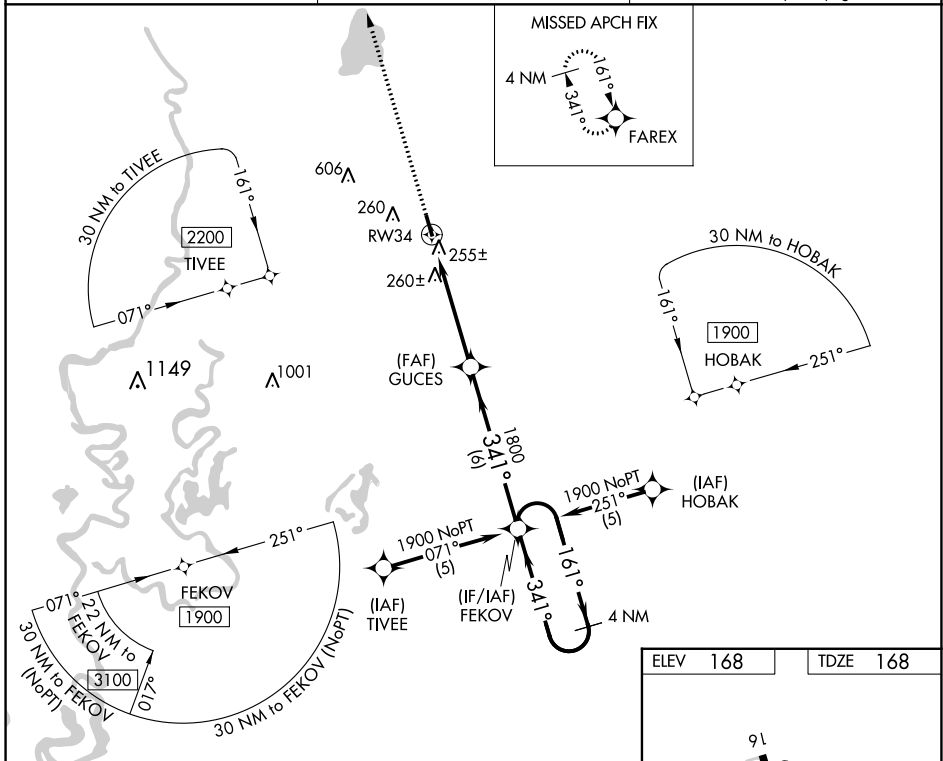 MISSED APCH FIX
4 NM
161°
341°
FAREX
30 NM to TIVEE
161°
2200
TIVEE
071°
606
260
RW34
255±
260±
30 NM to HOBAK
161°
1900
HOBAK
251°
1149
1001
(FAF)
GUCES
1800
341°
(6)
(IAF)
HOBAK
1900 NoPT
251°
(5)
1900 NoPT
071°
(5)
(IAF)
TIVEE
(IF/IAF)
FEKOV
161°
341°
4 NM
251°
071°
FEKOV
1900
22 NM to
FEKOV
3100
017°
30 NM to FEKOV
(NoPT)
30 NM to FEKOV (NoPT)
ELEV 168
TDZE 168
16